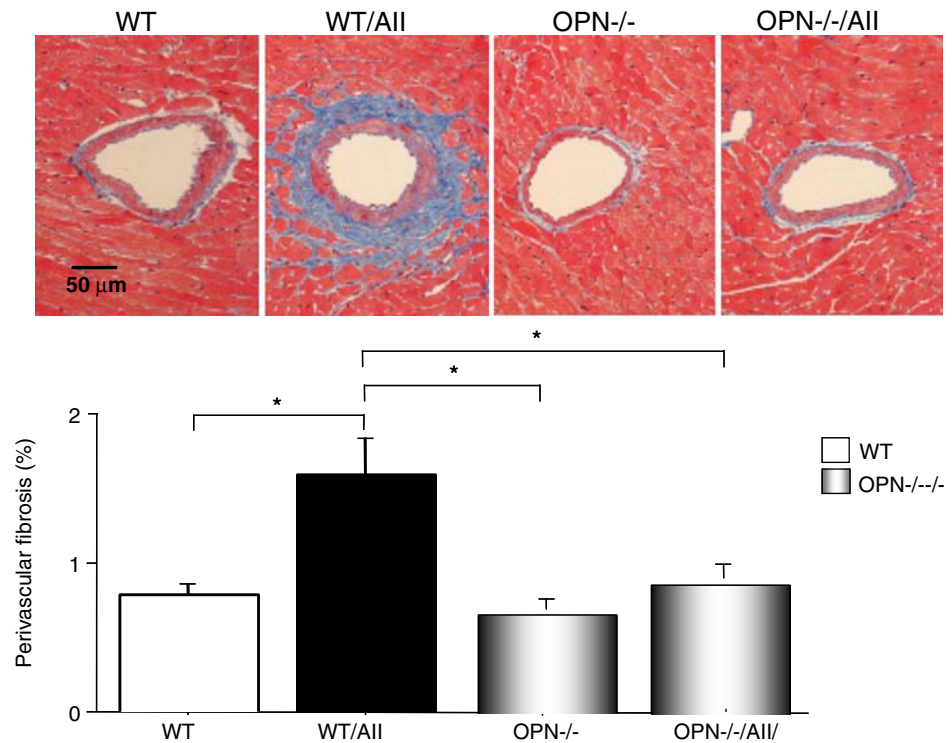 WT WT/AII OPN-/- OPN-/-/AII
50 μm
*
*
*
2
1
0
Perivascular fibrosis (%)
WT
OPN-/--/-
WT WT/AII OPN-/- OPN-/-/AII/